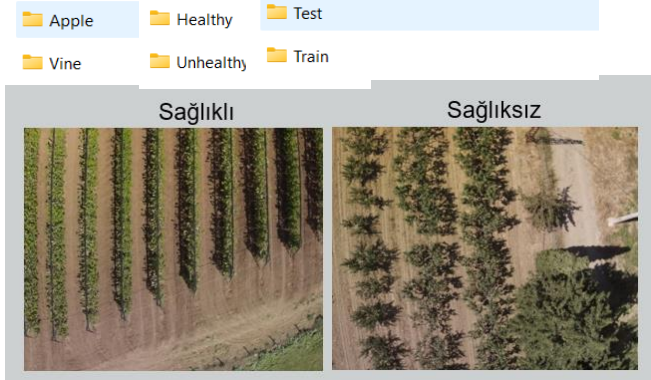 Apple
Healthy
Test
Vine
Unhealthy
Train
Sağlıklı
Sağlıksız